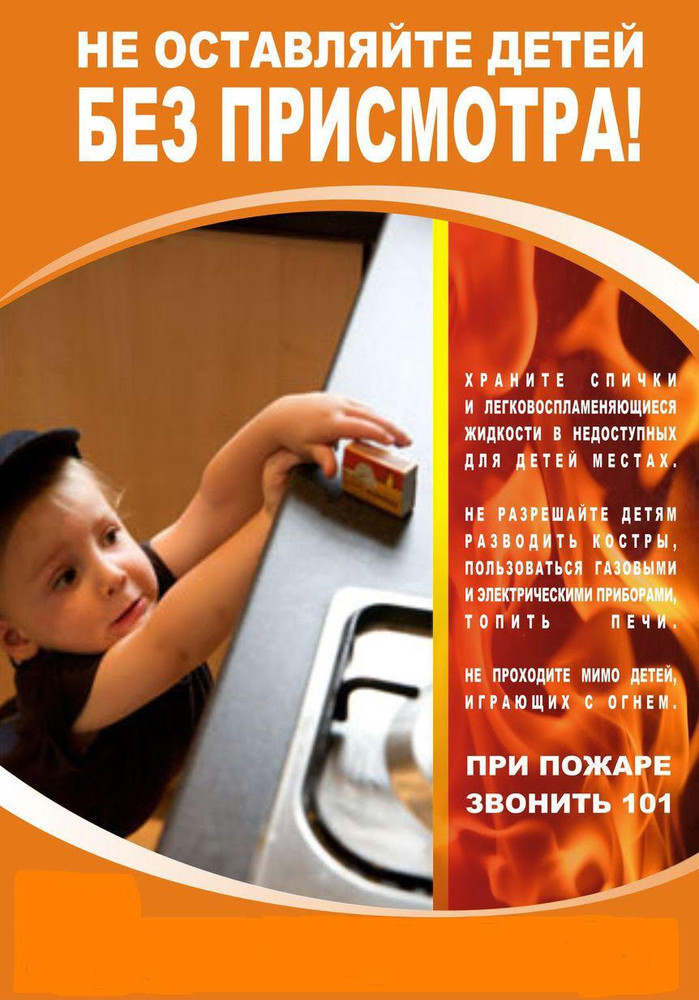 НЕ ОСТАВЛЯЙТЕ ДЕТЕЙ
БЕЗ ПРИСМОТРА!
ХРАНИТЕ СПИЧКИ
И ЛЕГКОВОСПЛАМЕНЯЮЩИЕСЯ
ЖИДКОСТИ В НЕДОСТУПНЫХ
ДЛЯ ДЕТЕЙ МЕСТАХ.
НЕ РАЗРЕШАЙТЕ ДЕТЯМ
РАЗВОДИТЬ КОСТРЫ,
ПОЛЬЗОВАТЬСЯ ГАЗОВЫМИ
И ЭЛЕКТРИЧЕСКИМИ ПРИБОРАМИ,
ТОПИТЬ ПЕЧИ.
НЕ ПРОХОДИТЕ МИМО ДЕТЕЙ,
ИГРАЮЩИХ С ОГНЕМ.
ПРИ ПОЖАРЕ
ЗВОНИТЬ 101